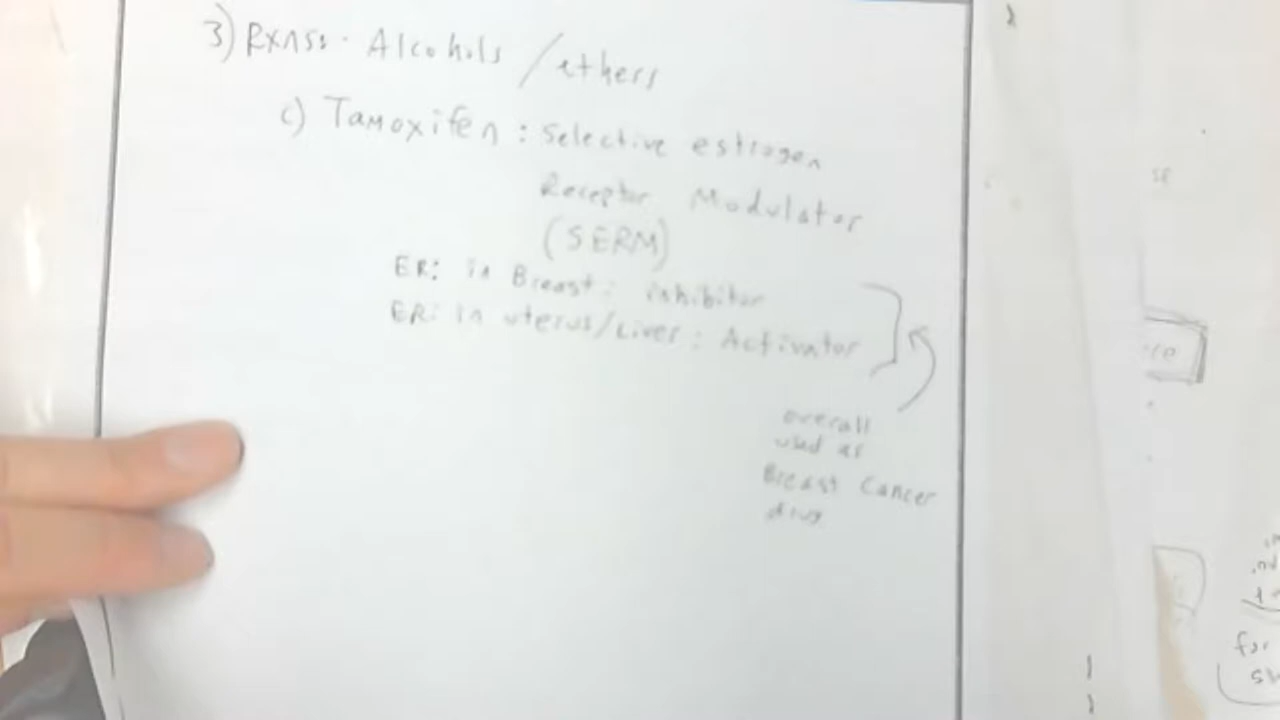 3) Rxns: Alcohols / ethers
c) Tamoxifen : Selective estrogen
Receptor Modulator
(SERM)
ER: in Breast : inhibitor
ER: in uterus/Liver : Activator
overall
used as
Breast Cancer
drug
for